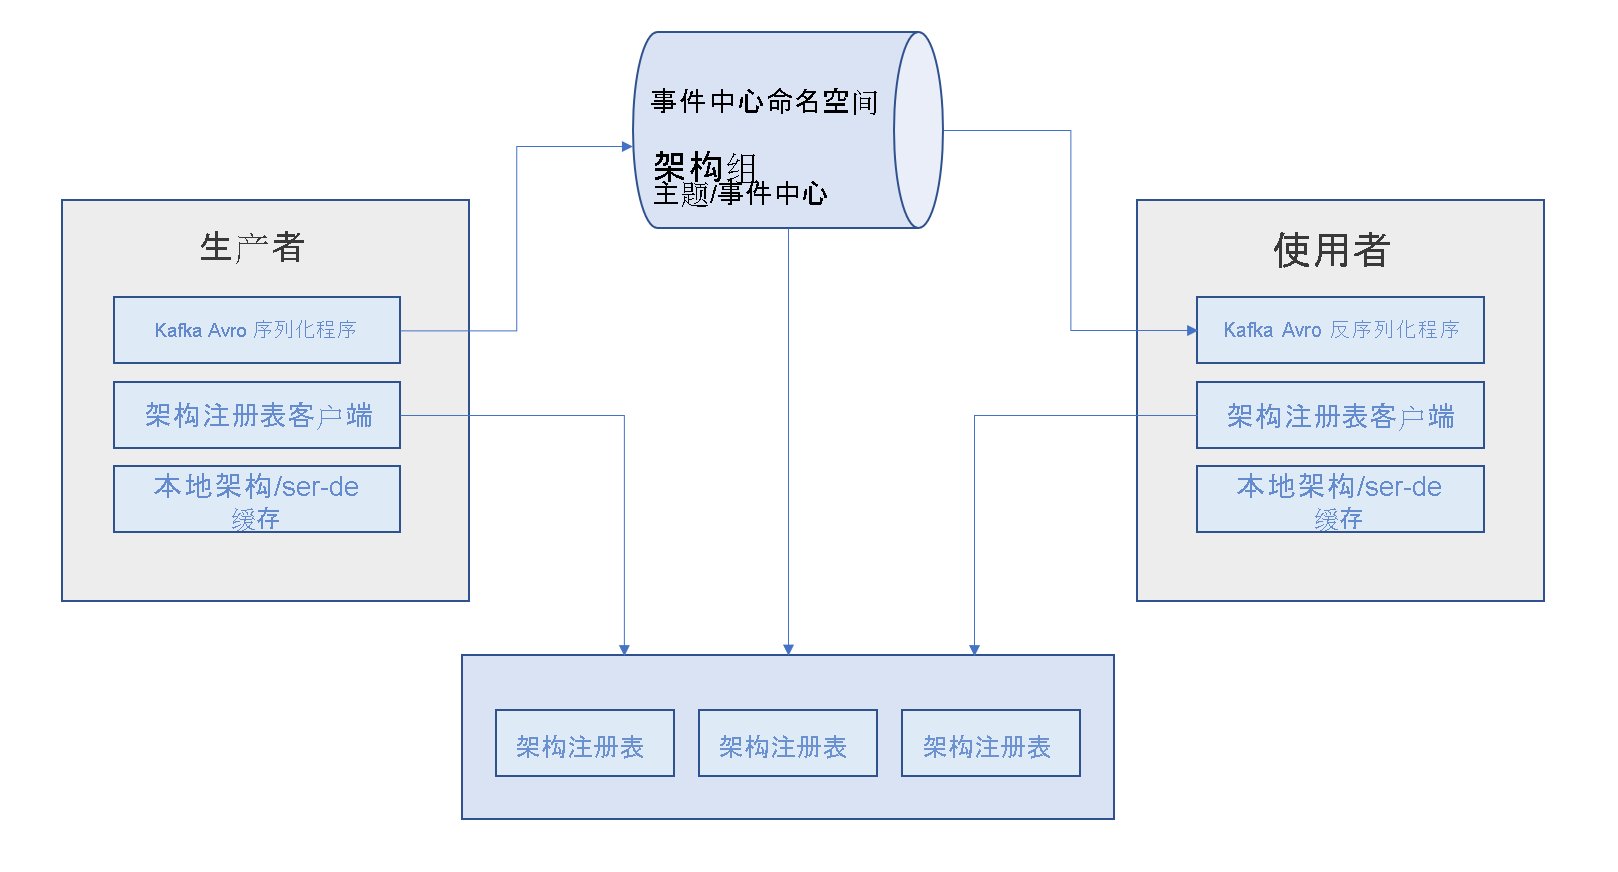 事件中心命名空间
架构组
主题/事件中心
生产者
Kafka Avro 序列化程序
架构注册表客户端
本地架构/ser-de
缓存
使用者
Kafka Avro 反序列化程序
架构注册表客户端
本地架构/ser-de
缓存
架构注册表
架构注册表
架构注册表